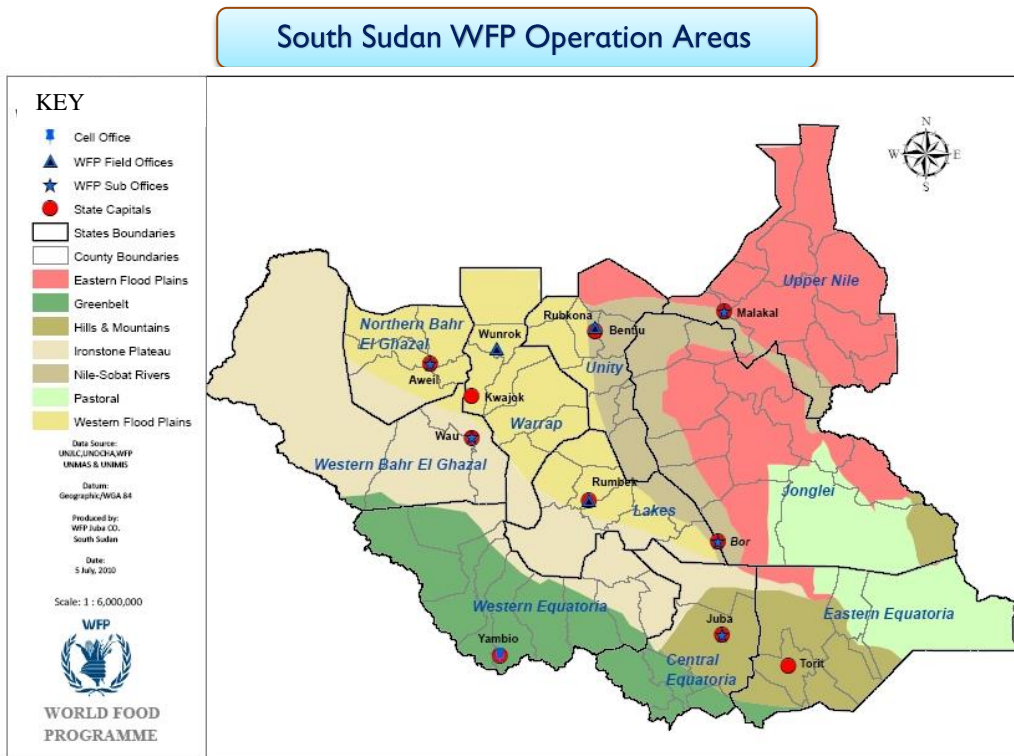 South Sudan WFP Operation Areas
KEY
Cell Office
WFP Field Offices
WFP Sub Offices
State Capitals
States Boundaries
County Boundaries
Eastern Flood Plains
Greenbelt
Hills & Mountains
Ironstone Plateau
Nile-Sobat Rivers
Pastoral
Western Flood Plains
Data Source:
UNJLC,UNOCHA,WFP
UNMAS & UNIMIS
Datum:
Geographic/WGA 84
Produced by:
WFP Juba CO.
South Sudan
Date:
5 July, 2010
Scale: 1 : 6,000,000
WFP
WORLD FOOD
PROGRAMME
N
W
E
S
Upper Nile
Malakal
Rubkona
Bentiu
Northern Bahr
El Ghazal
Wunrok
Unity
Aweil
Kwajok
Warrap
Wau
Western Bahr El Ghazal
Rumbek
Jonglei
Lakes
Bor
Western Equatoria
Eastern Equatoria
Juba
Yambio
Central
Equatoria
Torit